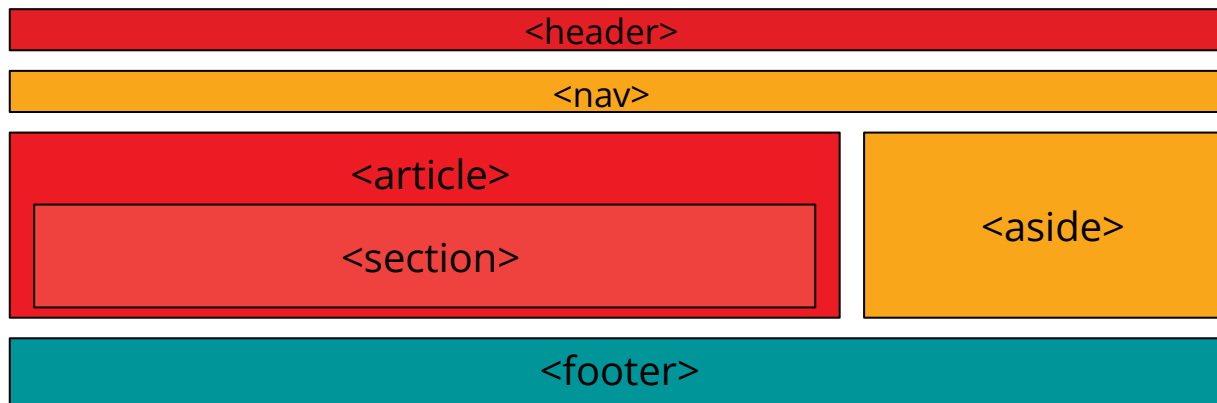 <header>
<nav>
<article>
<section>
<aside>
<footer>